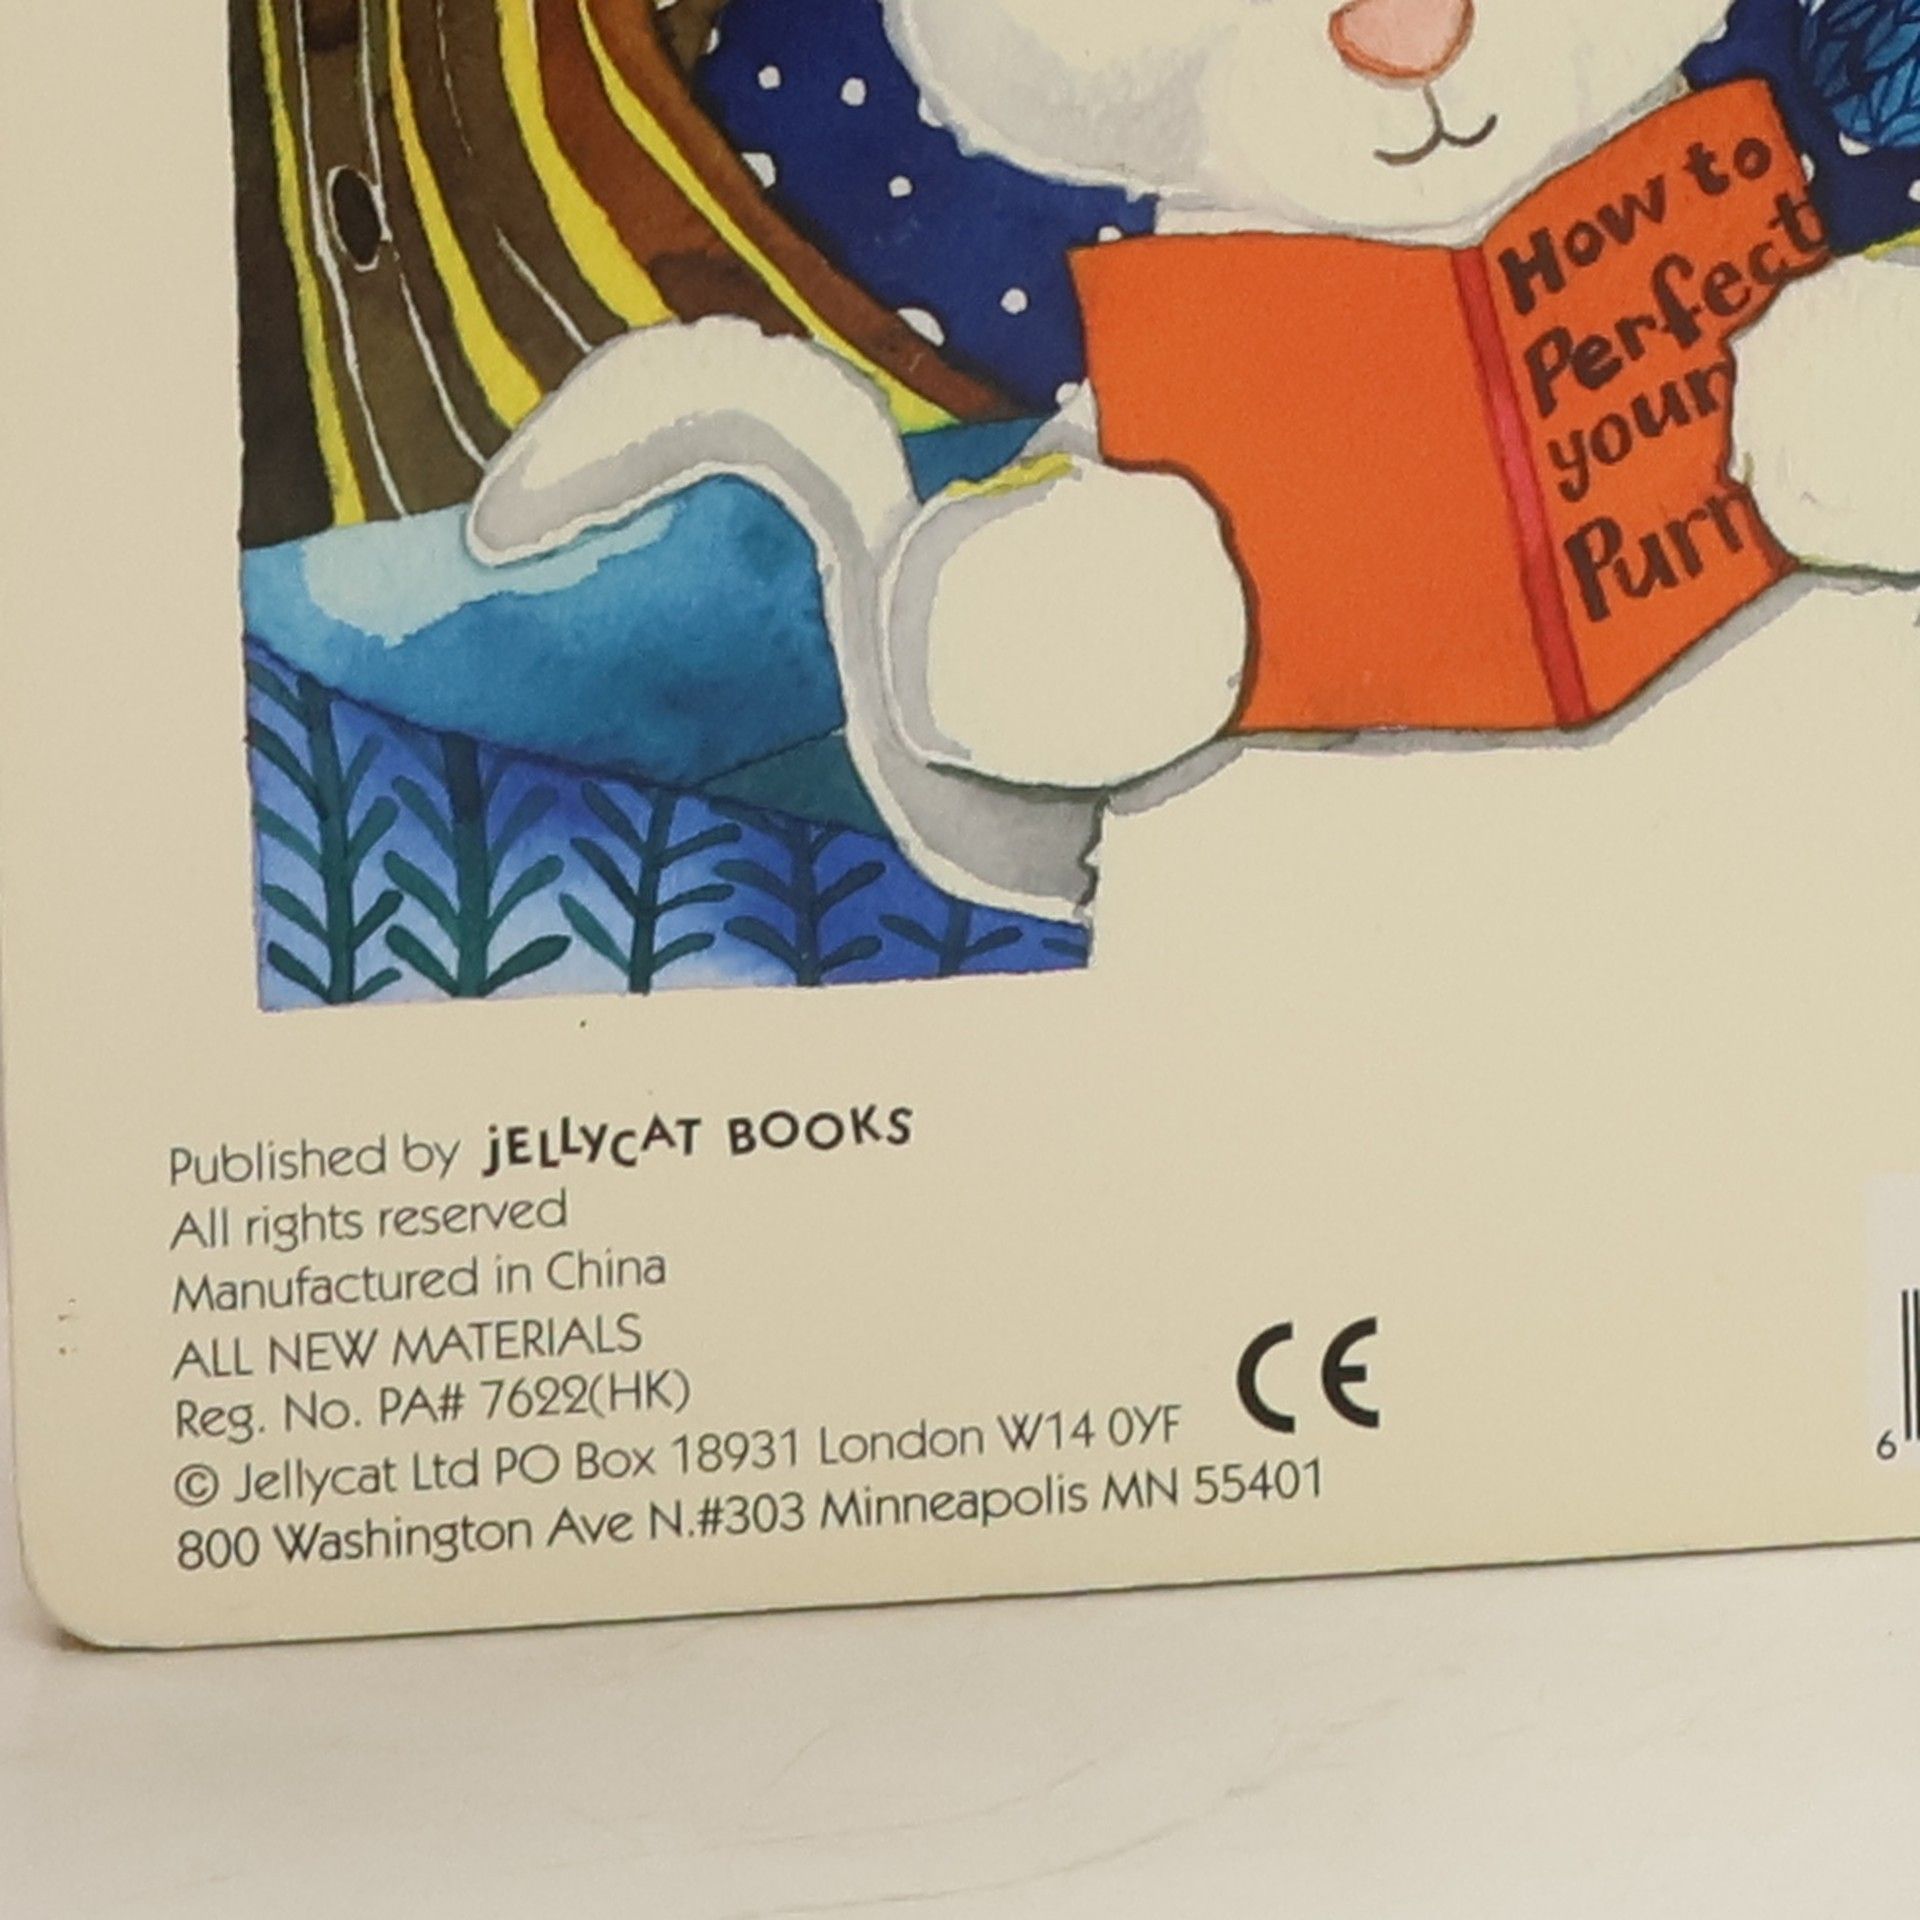 How to
Perfect
your
Purr
Published by jELLYCAT BOOKS
All rights reserved
Manufactured in China
ALL NEW MATERIALS
Reg. No. PA# 7622(HK)
© Jellycat Ltd PO Box 18931 London W14 0YF
800 Washington Ave N.#303 Minneapolis MN 55401
CE
6